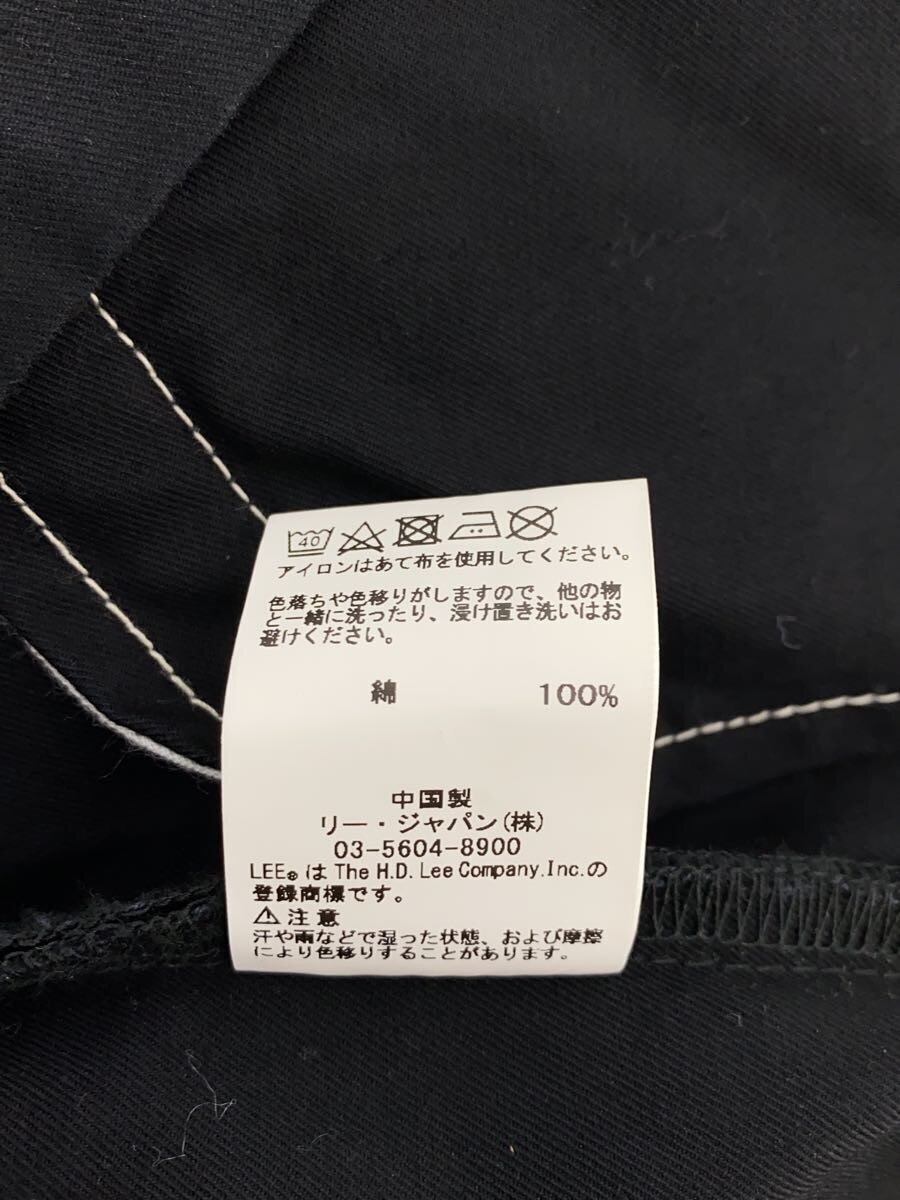 40
アイロンはあて布を使用してください。
色落ちや色移りがしますので、他の物
と一緒に洗ったり、浸け置き洗いはお
避けください。
綿 100%
中国製
リー・ジャパン(株)
03-5604-8900
LEE®は The H.D. Lee Company.Inc.の
登録商標です。
⚠注意
汗や雨などで湿った状態、および摩擦
により色移りすることがあります。